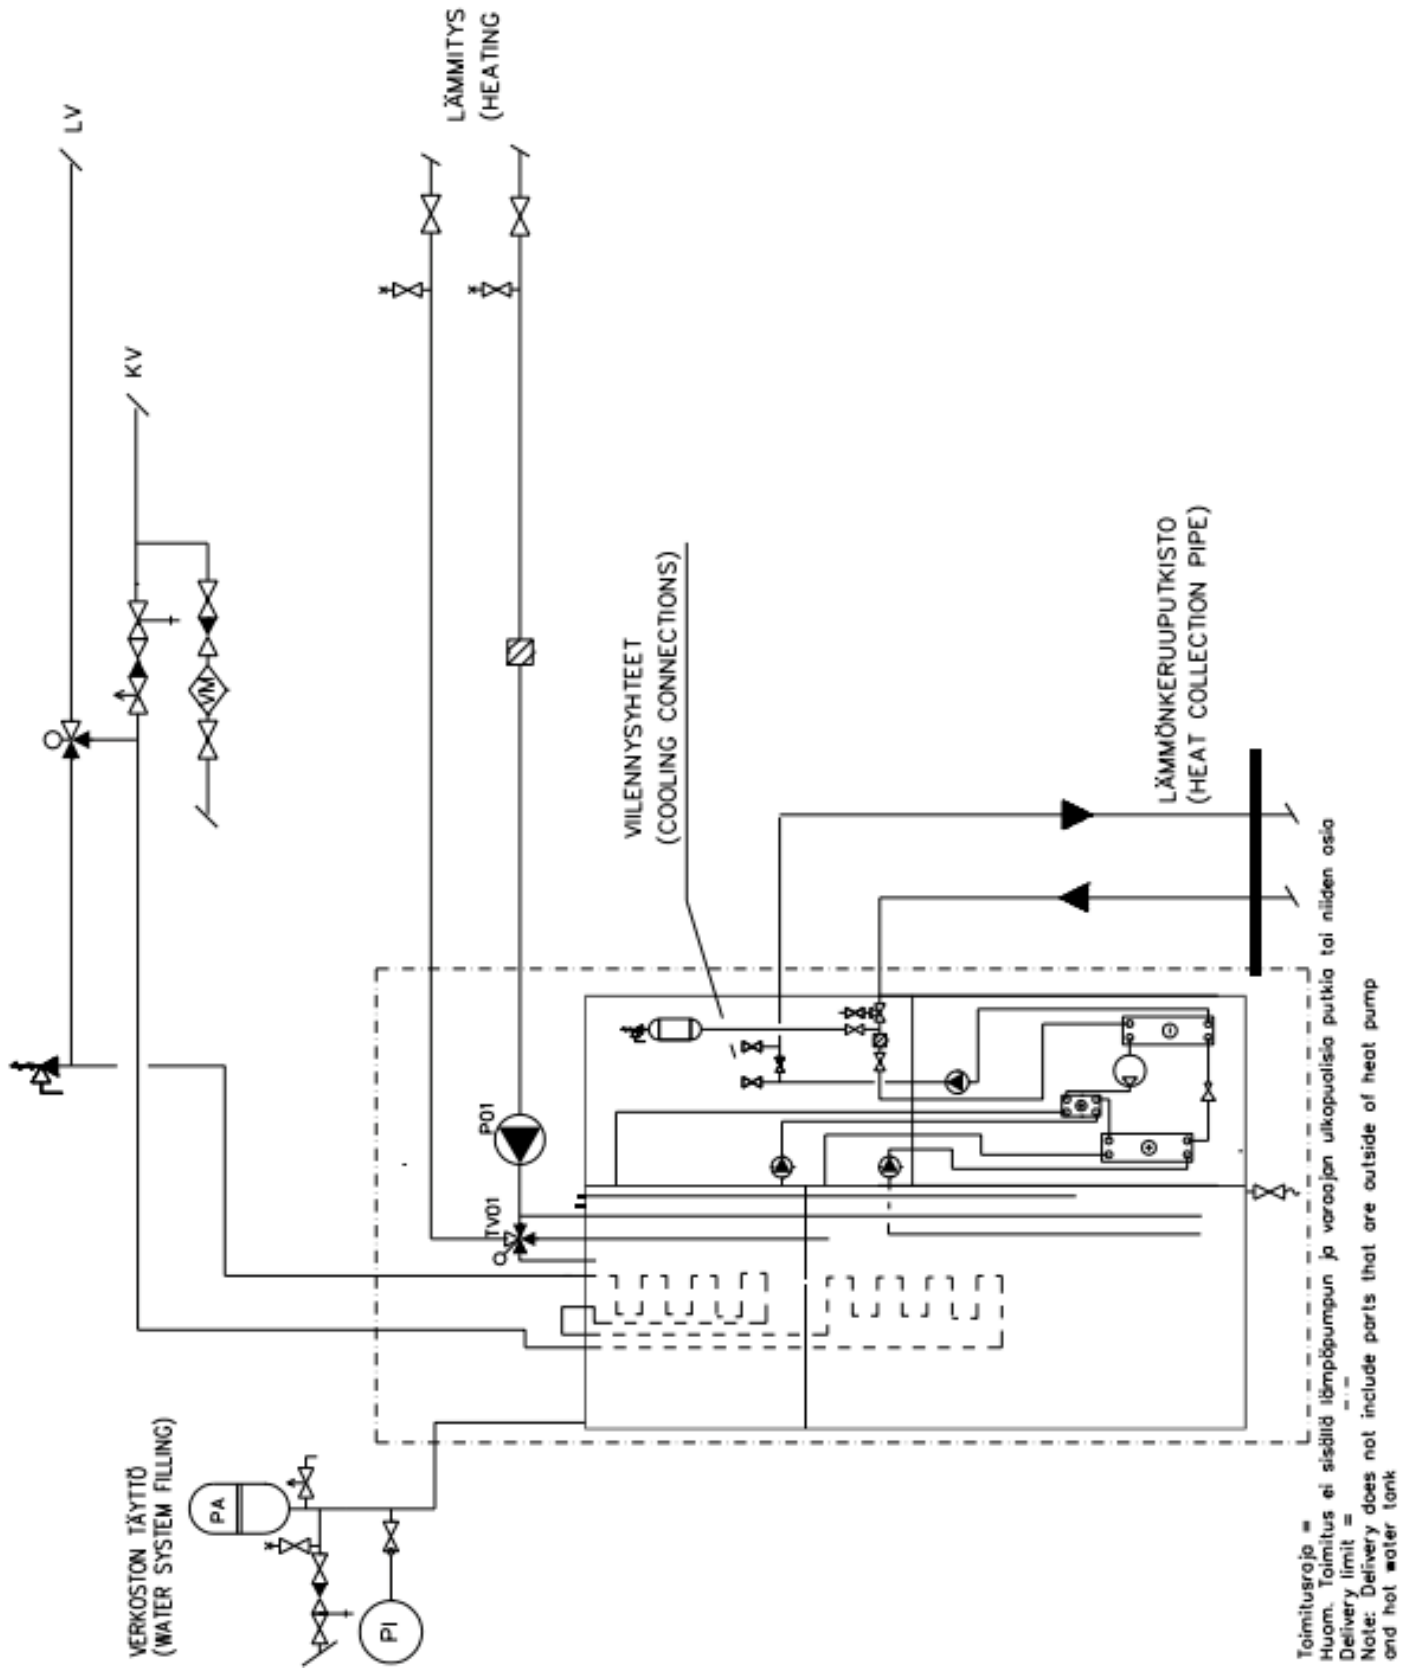 LV
KV
LÄMMITYS
(HEATING
VIILENNYSYHTEET
(COOLING CONNECTIONS)
LÄMMÖNKERUUPUTKISTO
(HEAT COLLECTION PIPE)
VM
P01
TV01
VERKOSTON TÄYTTÖ
(WATER SYSTEM FILLING)
PA
PI
Toimitusraja =
Huom. Toimitus ei sisällä lämpöpumpun ja varaajan ulkopuolisia putkia tai niiden osia
Delivery limit =
Note: Delivery does not include parts that are outside of heat pump
and hot water tank